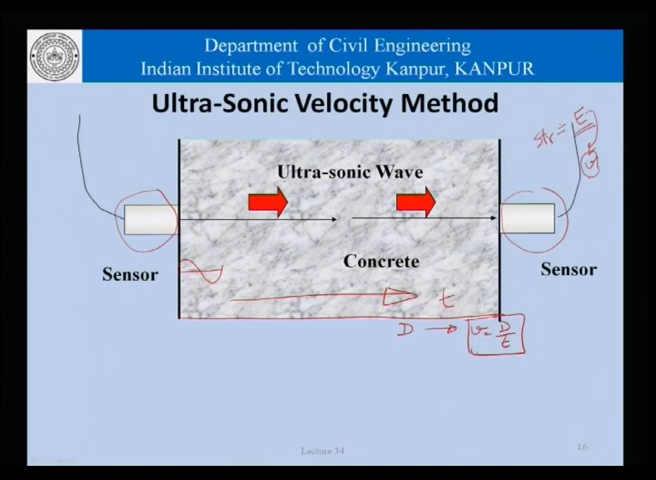 Department of Civil Engineering
Indian Institute of Technology Kanpur, KANPUR
Ultra-Sonic Velocity Method
Str = E
Ultra-sonic Wave
Concrete
Sensor
Sensor
t
D → v = D/t
Lecture 34
16